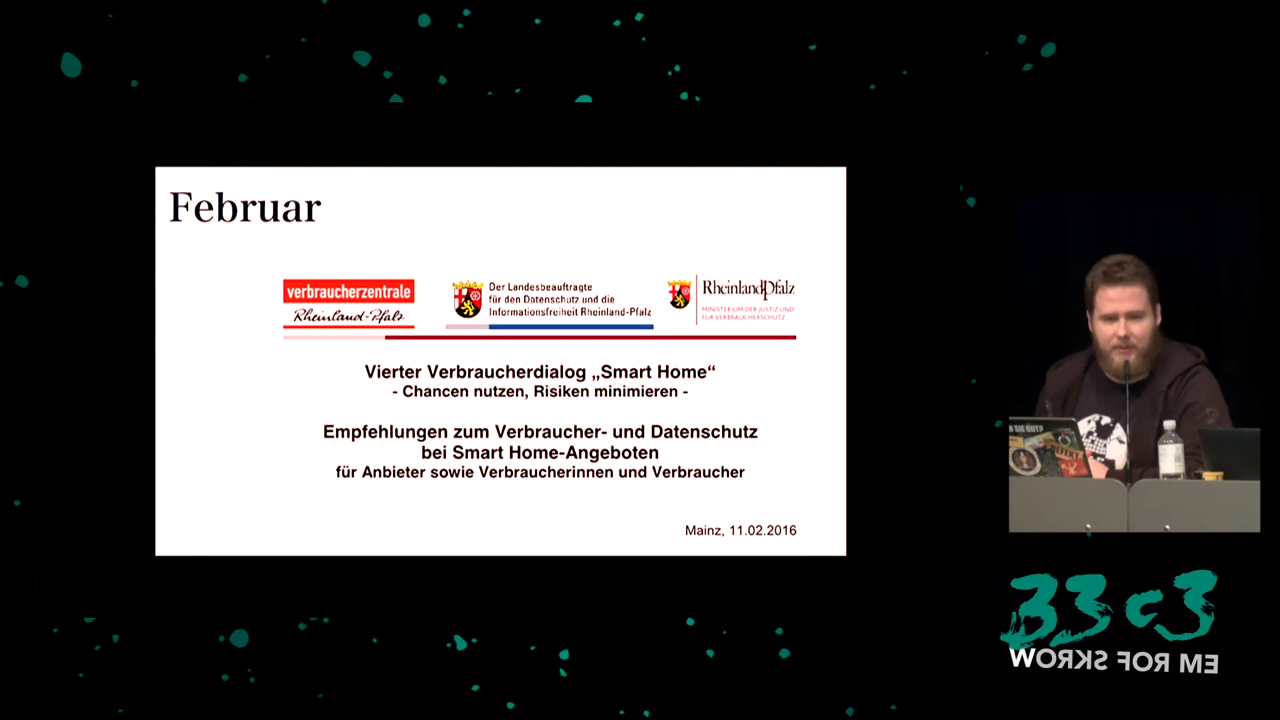 Februar
verbraucherzentrale
Rheinland-Pfalz
Der Landesbeauftragte
für den Datenschutz und die
Informationsfreiheit Rheinland-Pfalz
RheinlandPfalz
MINISTERIUM DER JUSTIZ UND
FÜR VERBRAUCHERSCHUTZ
Vierter Verbraucherdialog „Smart Home“
- Chancen nutzen, Risiken minimieren -
Empfehlungen zum Verbraucher- und Datenschutz
bei Smart Home-Angeboten
für Anbieter sowie Verbraucherinnen und Verbraucher
Mainz, 11.02.2016
33c3
WORKS FOR ME